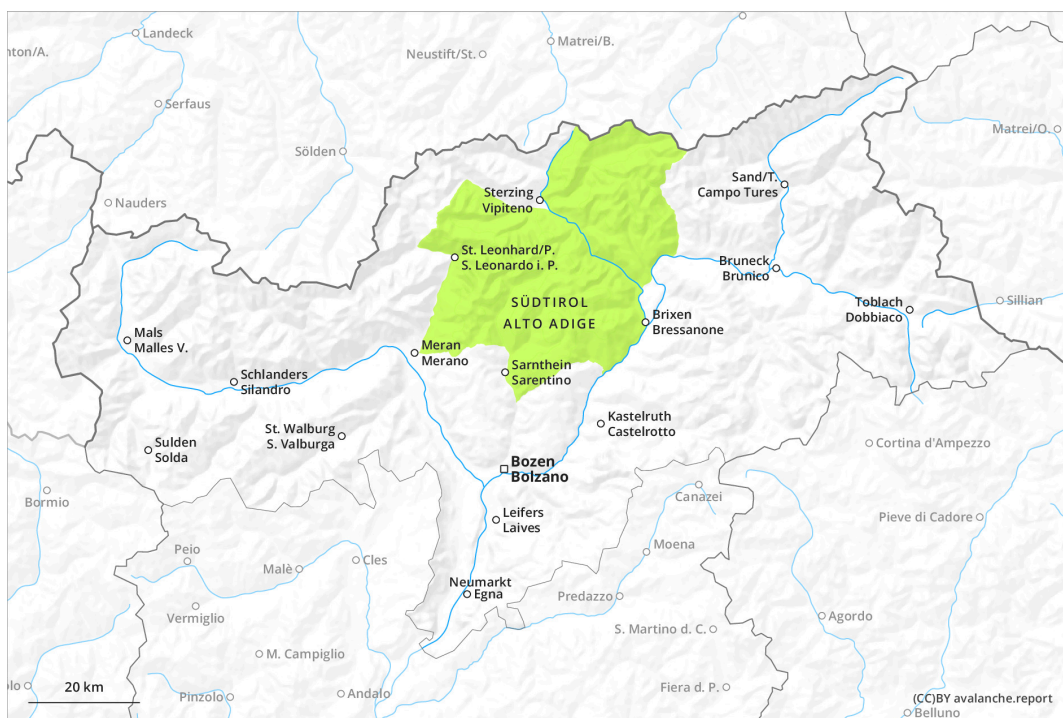 Landeck
Matrei/B.
nton/A.
Neustift/St.
Serfaus
Matrei/O.
Sölden
Sand/T.
Campo Tures
Sterzing
Vipiteno
Nauders
St. Leonhard/P.
S. Leonardo i. P.
Bruneck
Brunico
SÜDTIROL
ALTO ADIGE
Toblach
Dobbiaco
Sillian
Brixen
Bressanone
Mals
Malles V.
Meran
Merano
Sarnthein
Sarentino
Schlanders
Silandro
Kastelruth
Castelrotto
St. Walburg
S. Valburga
Sulden
Solda
Cortina d'Ampezzo
Bozen
Bolzano
Bormio
Canazei
Leifers
Laives
Pieve di Cadore
Peio
Moena
Cles
Malè
Neumarkt
Egna
Predazzo
Vermiglio
Agordo
S. Martino d. C.
M. Campiglio
20 km
olo
Pinzolo
Andalo
Fiera d. P.
(CC)BY avalanche.report
Belluno